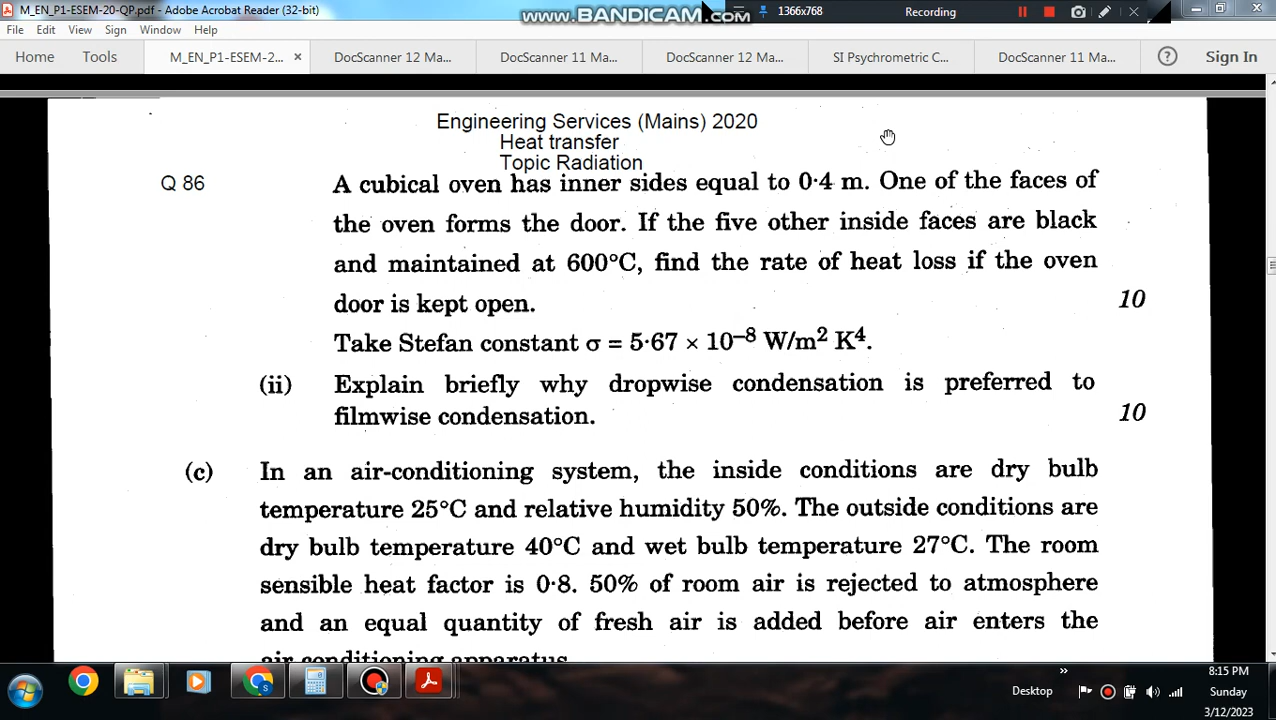 M_EN_P1-ESEM-20-QP.pdf - Adobe Acrobat Reader (32-bit)
www.BANDICAM.com
1366x768
Recording
File Edit View Sign Window Help
Home Tools M_EN_P1-ESEM-2... × DocScanner 12 Ma... DocScanner 11 Ma... DocScanner 12 Ma... SI Psychrometric C... DocScanner 11 Ma... ? Sign In
Engineering Services (Mains) 2020
Heat transfer
Topic Radiation
Q 86 A cubical oven has inner sides equal to 0·4 m. One of the faces of
the oven forms the door. If the five other inside faces are black
and maintained at 600°C, find the rate of heat loss if the oven
door is kept open. 10
Take Stefan constant σ = 5·67 × 10⁻⁸ W/m² K⁴.
(ii) Explain briefly why dropwise condensation is preferred to
filmwise condensation. 10
(c) In an air-conditioning system, the inside conditions are dry bulb
temperature 25°C and relative humidity 50%. The outside conditions are
dry bulb temperature 40°C and wet bulb temperature 27°C. The room
sensible heat factor is 0·8. 50% of room air is rejected to atmosphere
and an equal quantity of fresh air is added before air enters the
air conditioning apparatus.
8:15 PM
Desktop »
Sunday
3/12/2023